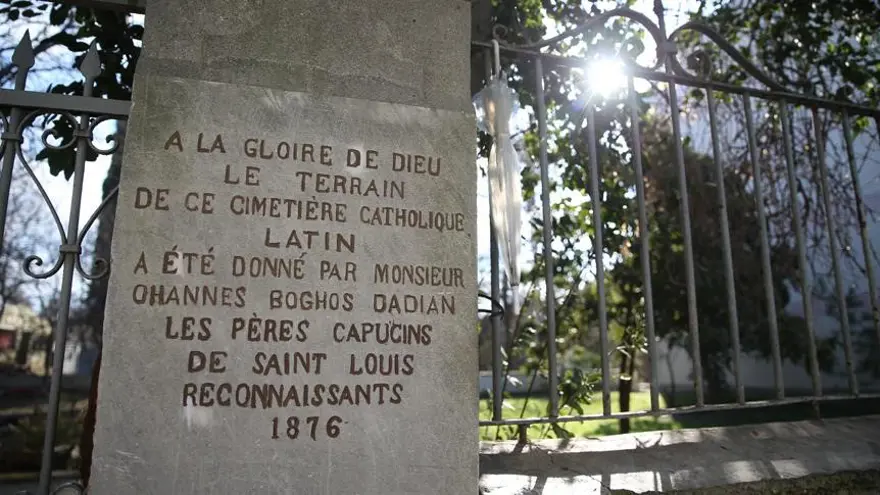 A LA GLOIRE DE DIEU
LE TERRAIN
DE CE CIMETIÈRE CATHOLIQUE
LATIN
A ÉTÉ DONNÉ PAR MONSIEUR
OHANNES BOGHOS DADIAN
LES PÈRES CAPUCINS
DE SAINT LOUIS
RECONNAISSANTS
1876